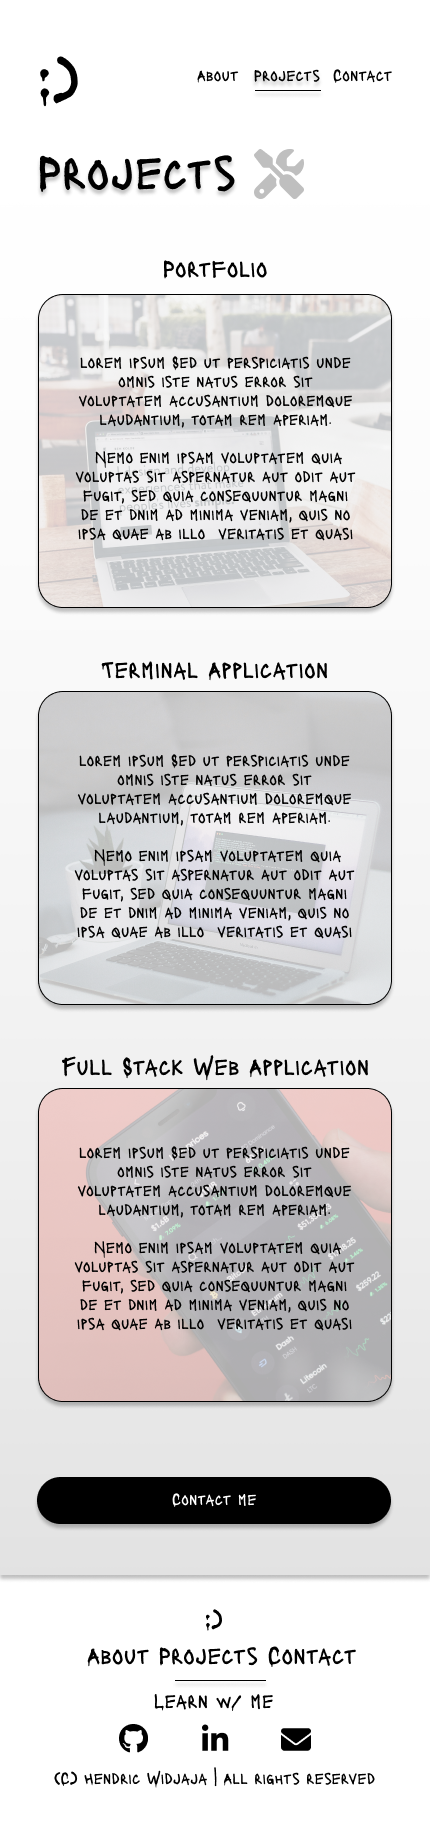 About Projects Contact
PROJECTS
PORTFOLIO
LOREM IPSUM SED UT PERSPICIATIS UNDE
OMNIS ISTE NATUS ERROR SIT
VOLUPTATEM ACCUSANTIUM DOLOREMQUE
LAUDANTIUM, TOTAM REM APERIAM.
NEMO ENIM IPSAM VOLUPTATEM QUIA
VOLUPTAS SIT ASPERNATUR AUT ODIT AUT
FUGIT, SED QUIA CONSEQUUNTUR MAGNI
DE ET DNIM AD MINIMA VENIAM, QUIS NO
IPSA QUAE AB ILLO VERITATIS ET QUASI
TERMINAL APPLICATION
LOREM IPSUM SED UT PERSPICIATIS UNDE
OMNIS ISTE NATUS ERROR SIT
VOLUPTATEM ACCUSANTIUM DOLOREMQUE
LAUDANTIUM, TOTAM REM APERIAM.
NEMO ENIM IPSAM VOLUPTATEM QUIA
VOLUPTAS SIT ASPERNATUR AUT ODIT AUT
FUGIT, SED QUIA CONSEQUUNTUR MAGNI
DE ET DNIM AD MINIMA VENIAM, QUIS NO
IPSA QUAE AB ILLO VERITATIS ET QUASI
FULL STACK WEB APPLICATION
LOREM IPSUM SED UT PERSPICIATIS UNDE
OMNIS ISTE NATUS ERROR SIT
VOLUPTATEM ACCUSANTIUM DOLOREMQUE
LAUDANTIUM, TOTAM REM APERIAM.
NEMO ENIM IPSAM VOLUPTATEM QUIA
VOLUPTAS SIT ASPERNATUR AUT ODIT AUT
FUGIT, SED QUIA CONSEQUUNTUR MAGNI
DE ET DNIM AD MINIMA VENIAM, QUIS NO
IPSA QUAE AB ILLO VERITATIS ET QUASI
$259.22
Dash
DASH
Litecoin
LTC
CONTACT ME
ABOUT PROJECTS CONTACT
LEARN W/ ME
in
(C) HENDRIC WIDJAJA | ALL RIGHTS RESERVED